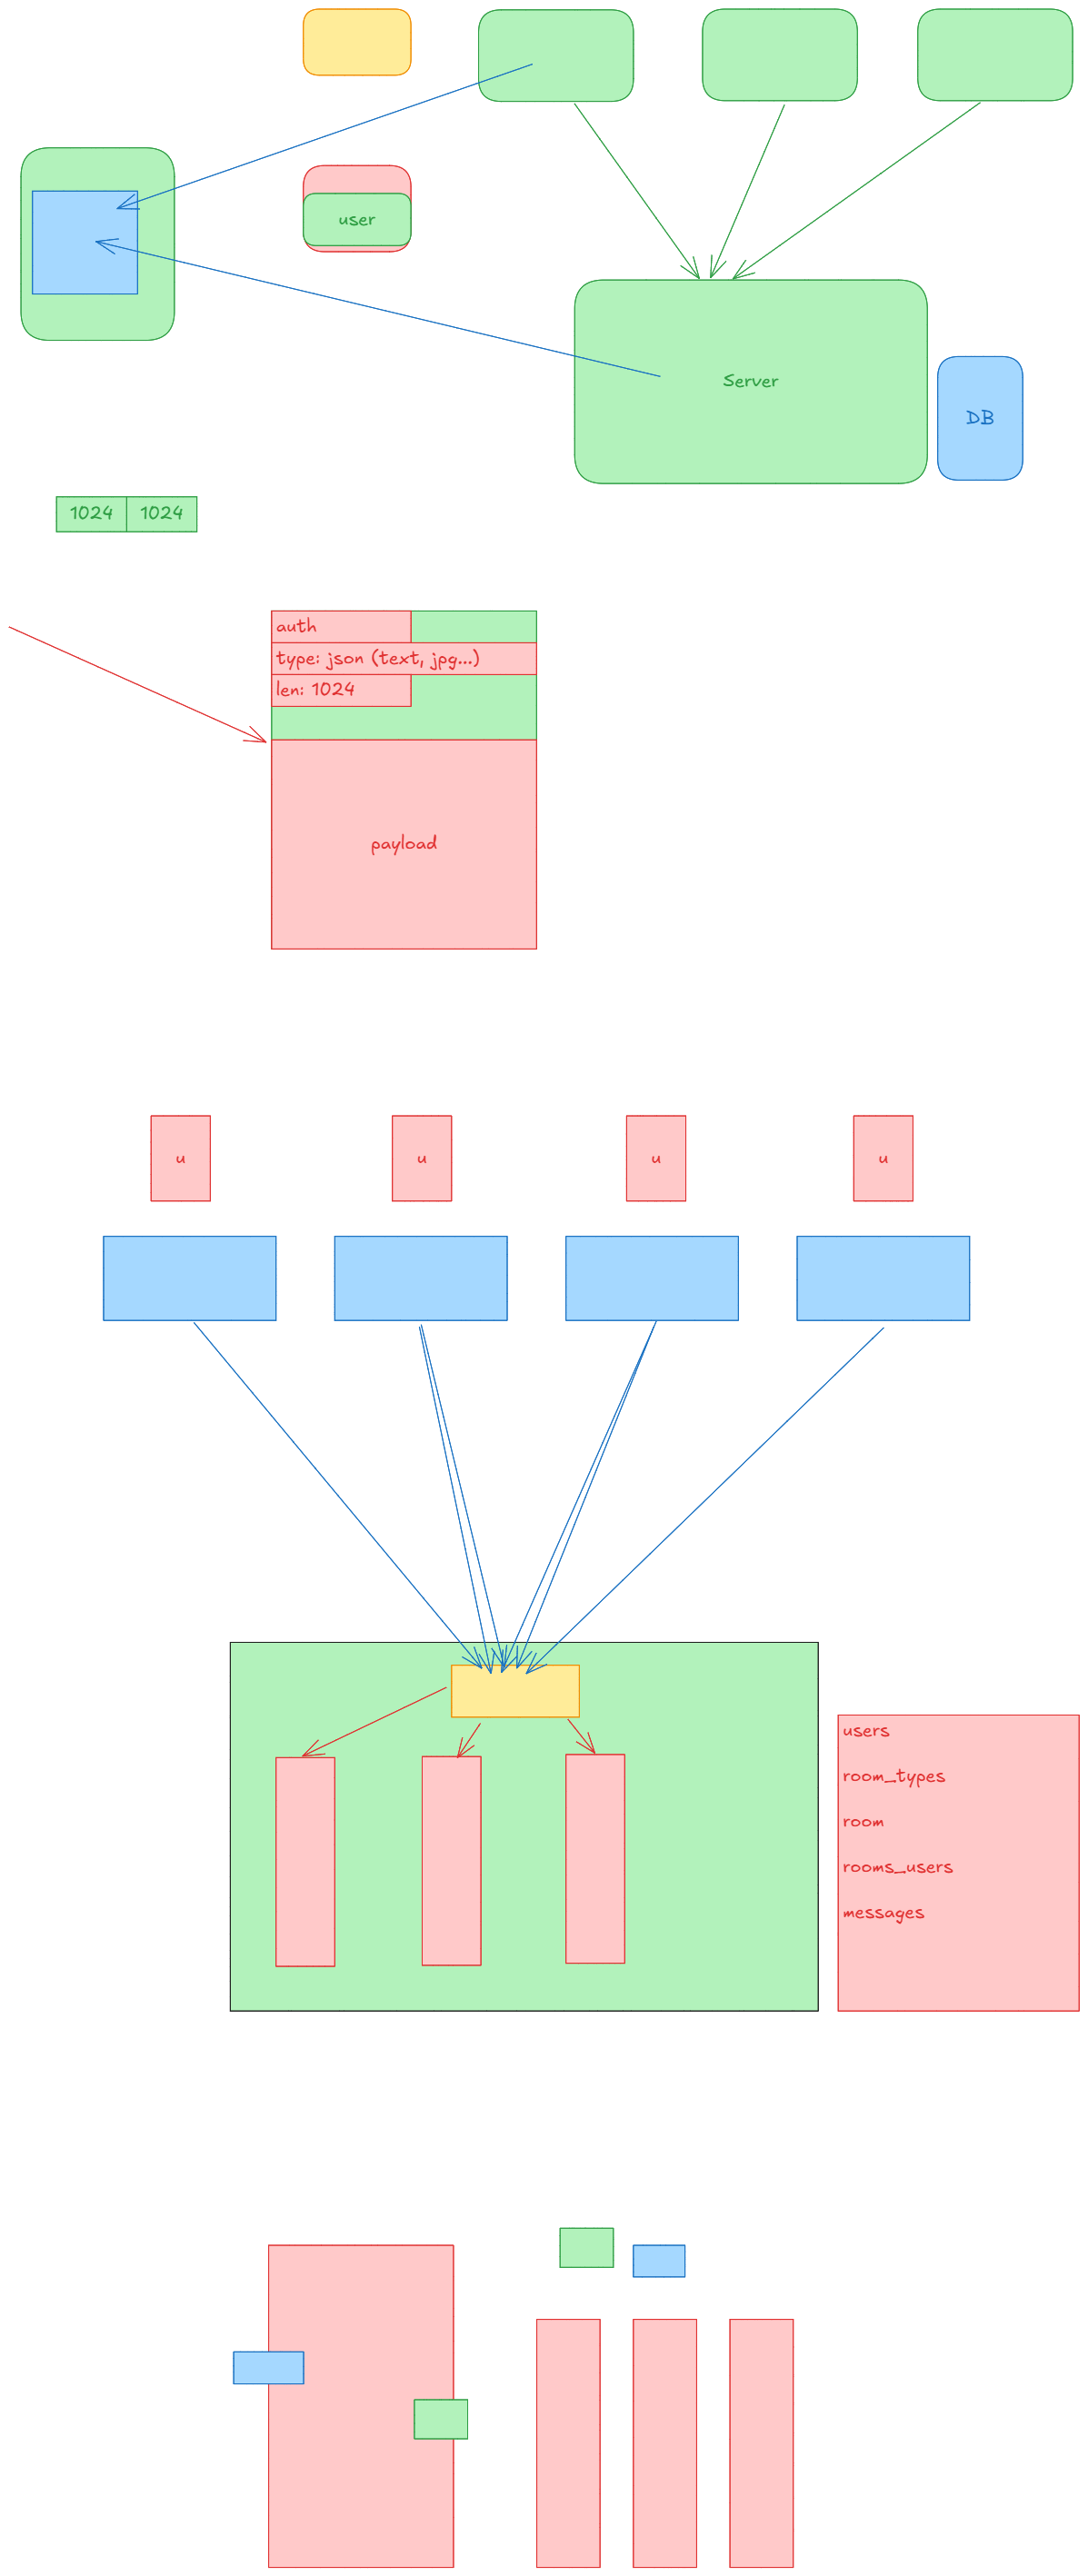 user
Server
DB
1024
1024
auth
type: json (text, jpg...)
len: 1024
payload
u
u
u
u
users
room_types
room
rooms_users
messages